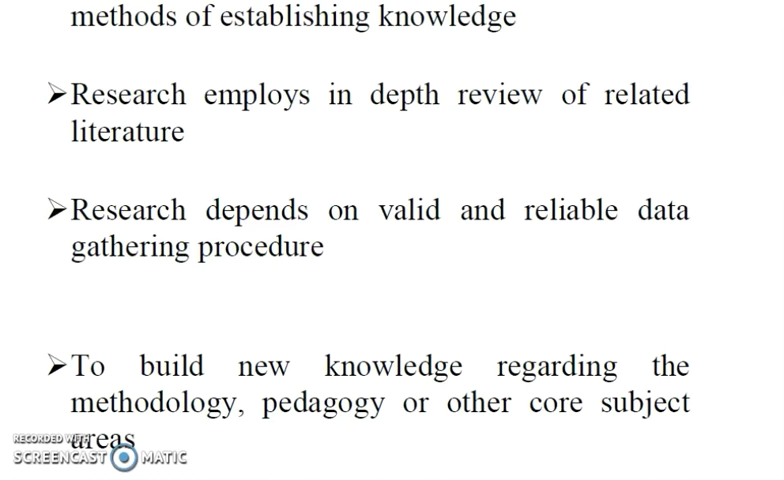 methods of establishing knowledge
➢Research employs in depth review of related
literature
➢Research depends on valid and reliable data
gathering procedure
➢To build new knowledge regarding the
methodology, pedagogy or other core subject
areas
RECORDED WITH
SCREENCAST MATIC